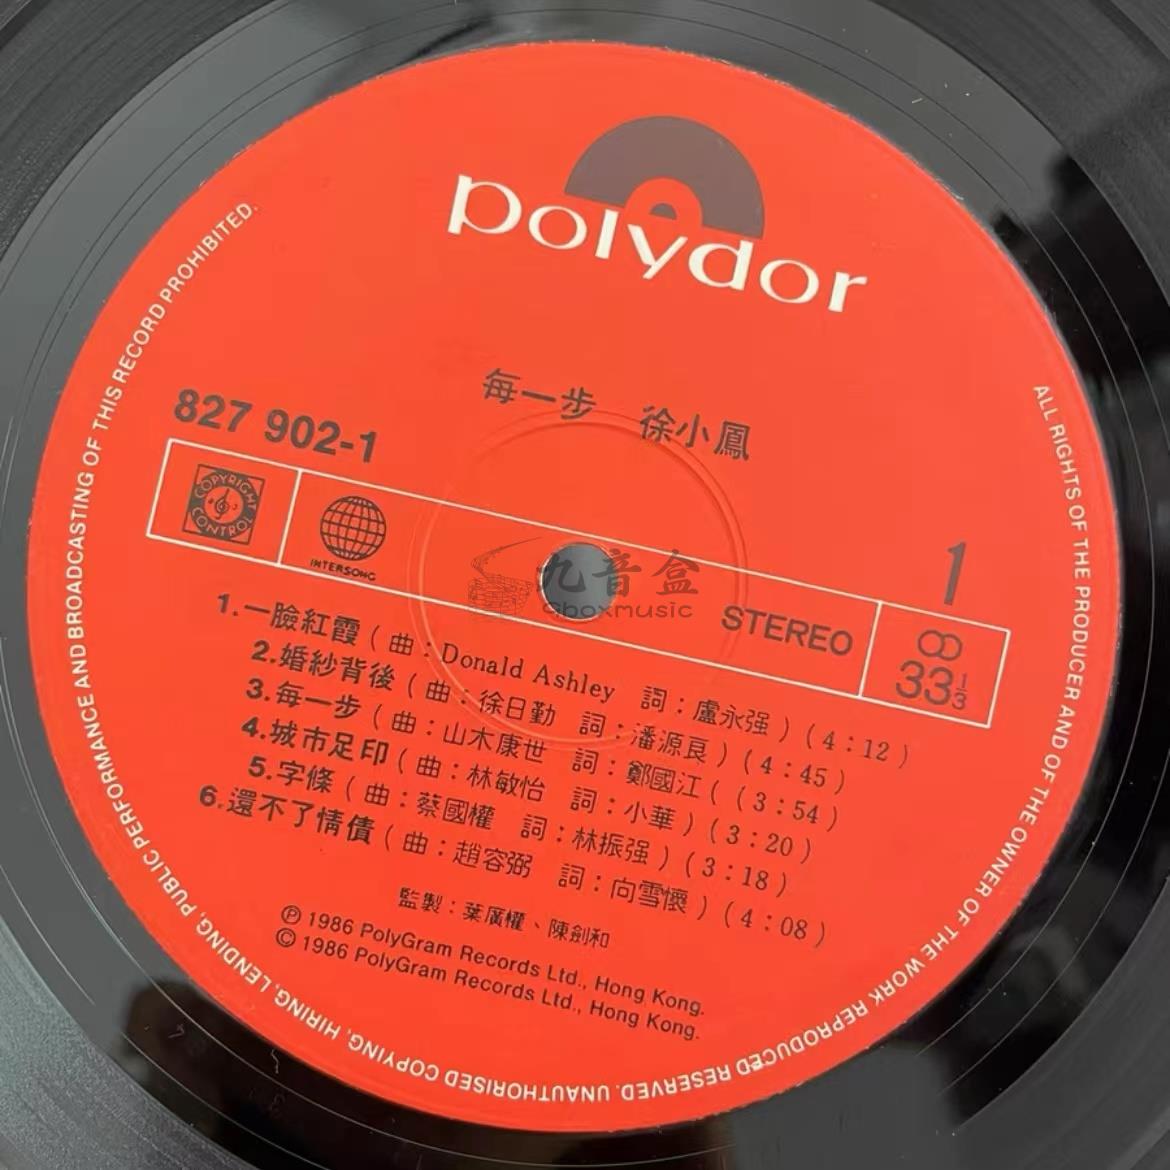 polydor
每一步 徐小鳳
827 902-1
COPYRIGHT CONTROL
INTERSONG
STEREO
1
33 1/3
九音盒
9boxmusic
1.一臉紅霞(曲:Donald Ashley 詞:盧永强)(4:12)
2.婚紗背後(曲:徐日勤 詞:潘源良)(4:45)
3.每一步(曲:山木康世 詞:鄭國江((3:54)
4.城市足印(曲:林敏怡 詞:小華)(3:20)
5.字條(曲:蔡國權 詞:林振强)(3:18)
6.還不了情債(曲:趙容弼 詞:向雪懷)(4:08)
監製:葉廣權、陳劍和
Ⓟ 1986 PolyGram Records Ltd., Hong Kong.
© 1986 PolyGram Records Ltd., Hong Kong.
ALL RIGHTS OF THE PRODUCER AND OF THE OWNER OF THE WORK REPRODUCED RESERVED. UNAUTHORISED COPYING, HIRING, LENDING, PUBLIC PERFORMANCE AND BROADCASTING OF THIS RECORD PROHIBITED.